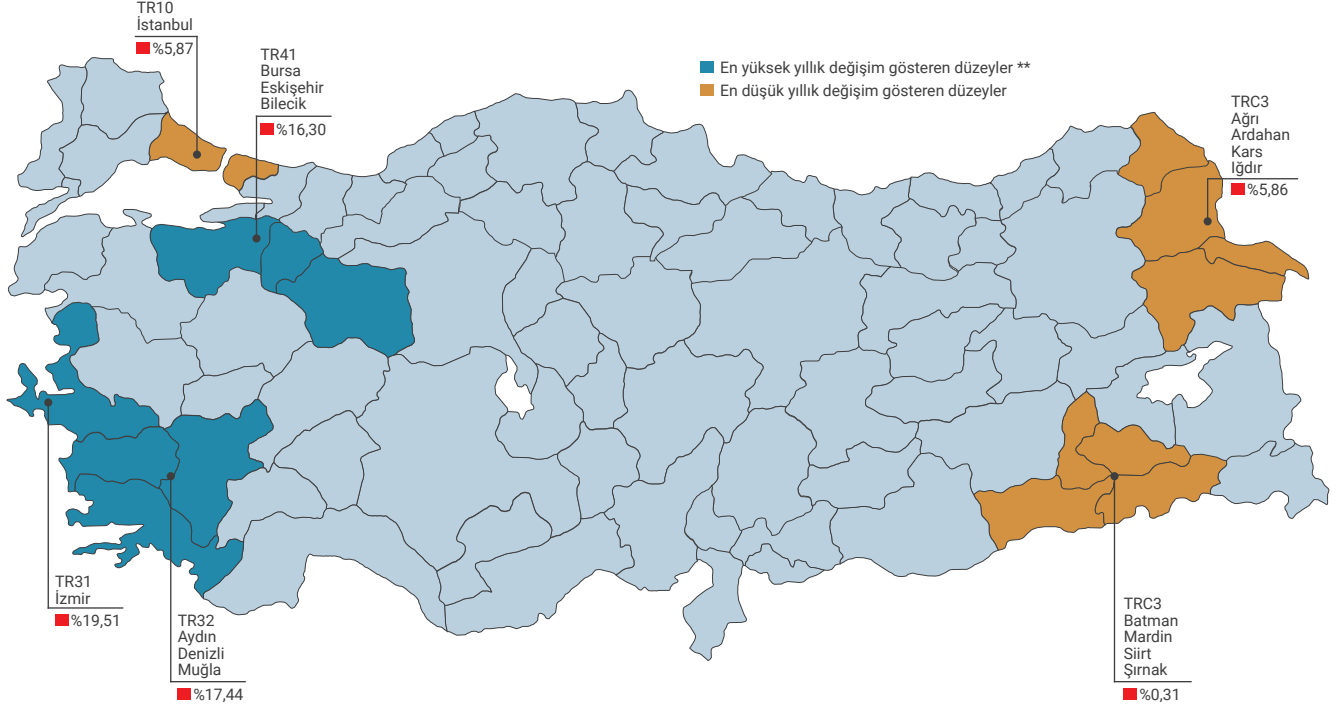 TR10
İstanbul
%5,87
TR41
Bursa
Eskişehir
Bilecik
%16,30
En yüksek yıllık değişim gösteren düzeyler **
En düşük yıllık değişim gösteren düzeyler
TRC3
Ağrı
Ardahan
Kars
Iğdır
%5,86
TR31
İzmir
%19,51
TR32
Aydın
Denizli
Muğla
%17,44
TRC3
Batman
Mardin
Siirt
Şırnak
%0,31